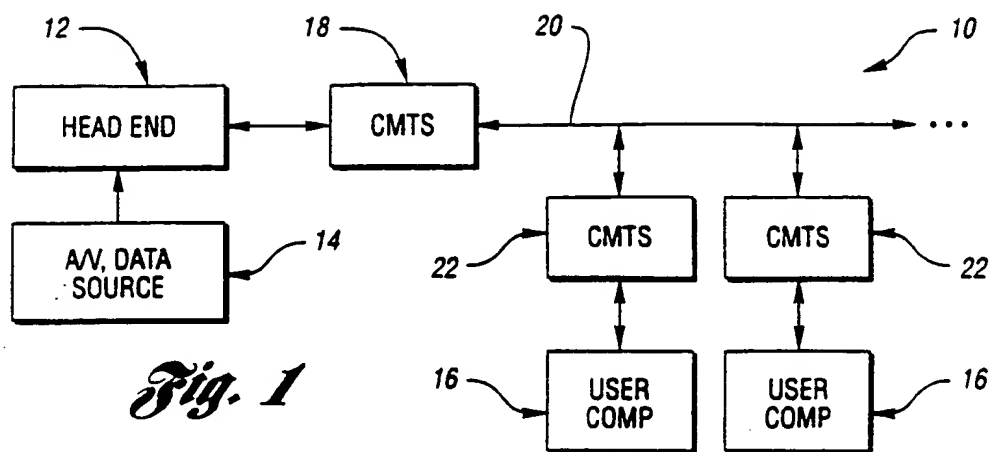 12
18
20
10
HEAD END
CMTS
...
A/V, DATA
SOURCE
14
22
CMTS
CMTS
22
Fig. 1
16
USER
COMP
USER
COMP
16